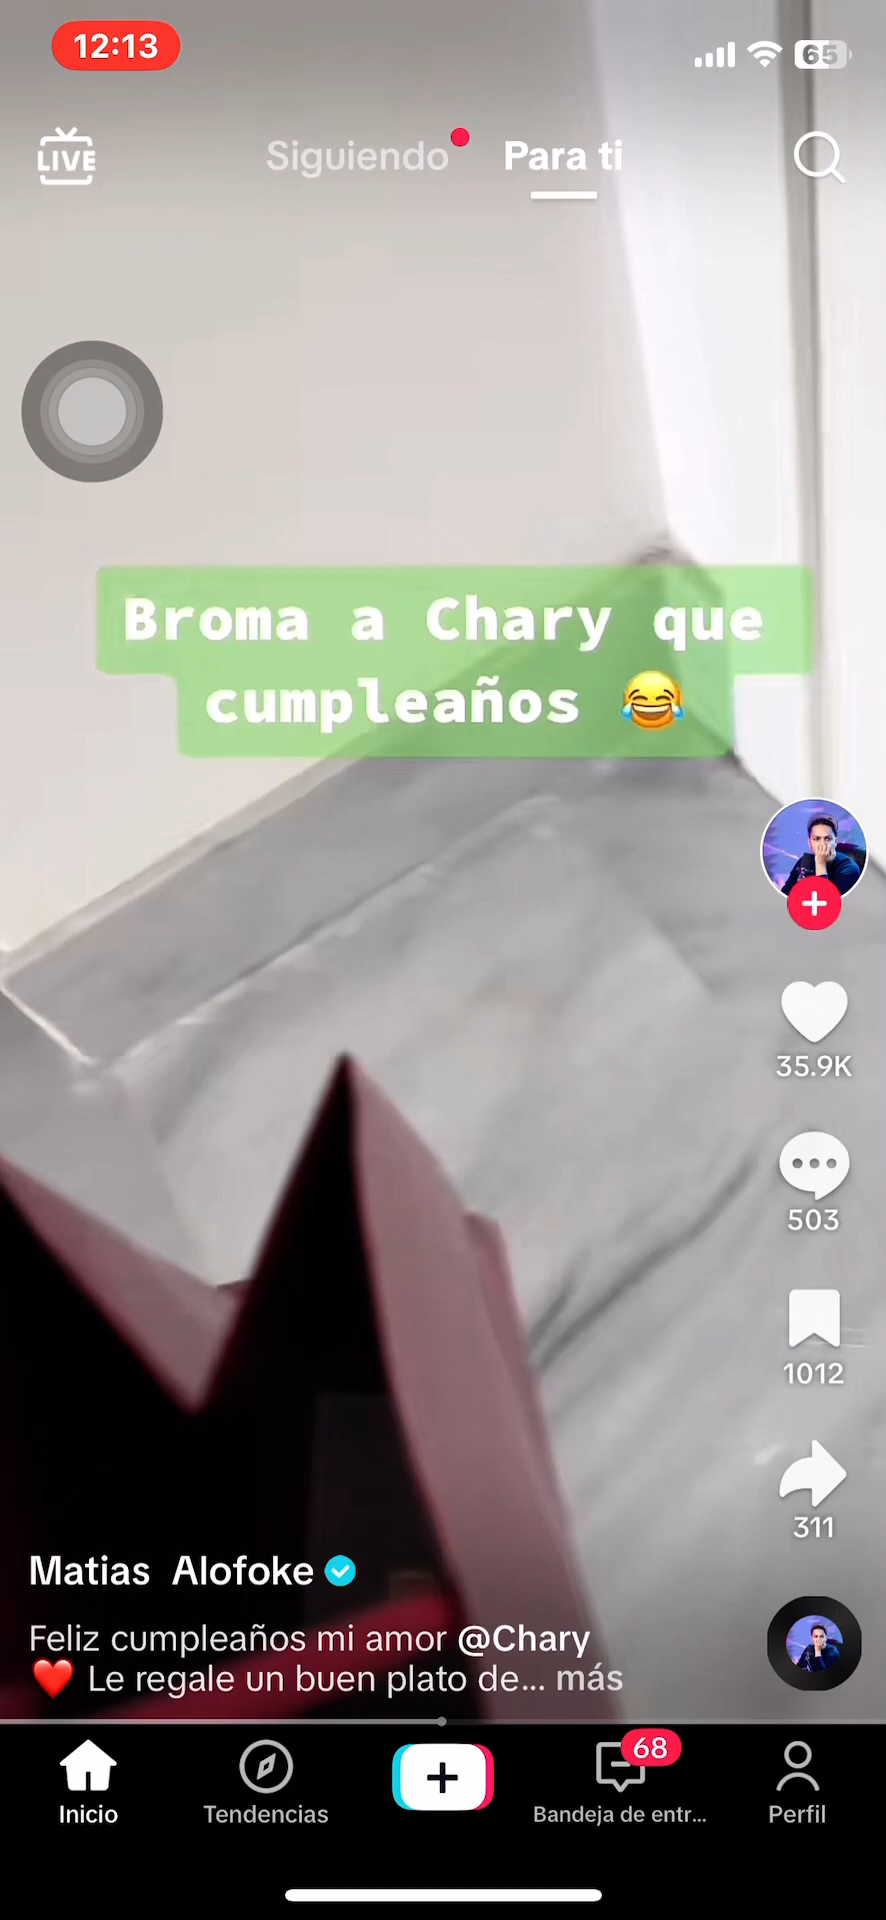 12:13
65
LIVE
Siguiendo
Para ti
Broma a Chary que
cumpleaños 😂
35.9K
503
1012
311
Matias Alofoke
Feliz cumpleaños mi amor @Chary
❤️ Le regale un buen plato de... más
68
Inicio
Tendencias
Bandeja de entr...
Perfil